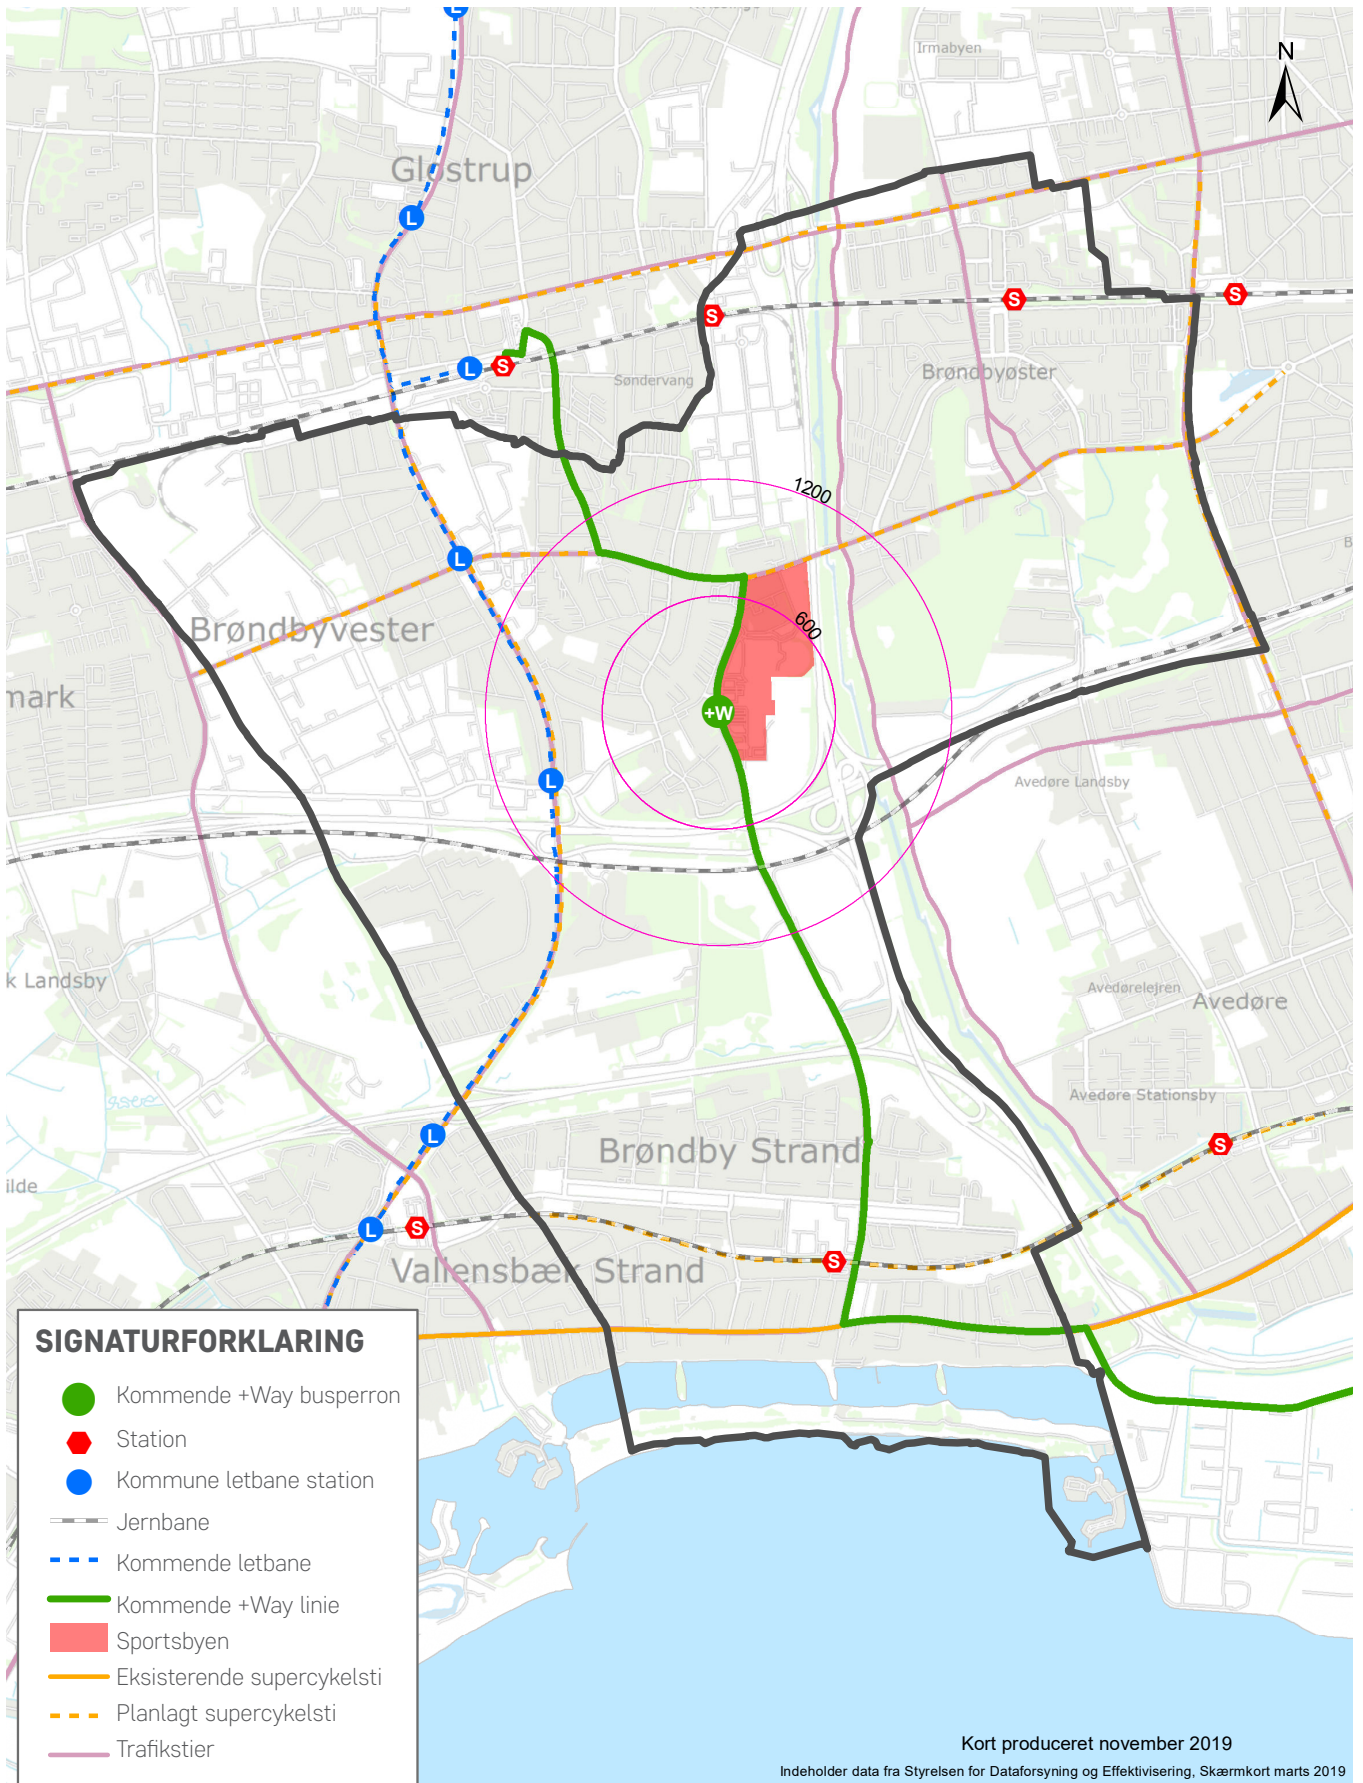 L
Irmabyen
N
Glostrup
L
S
S
S
L
S
Søndervang
Brøndbyøster
1200
L
Brøndbyvester
600
mark
+W
L
Avedøre Landsby
k Landsby
Avedørelejren
Avedøre
Avedøre Stationsby
L
S
Brøndby Strand
ilde
L
S
S
Vallensbæk Strand
SIGNATURFORKLARING
Kommende +Way busperron
Station
Kommune letbane station
Jernbane
Kommende letbane
Kommende +Way linie
Sportsbyen
Eksisterende supercykelsti
Planlagt supercykelsti
Trafikstier
Kort produceret november 2019
Indeholder data fra Styrelsen for Dataforsyning og Effektivisering, Skærmkort marts 2019